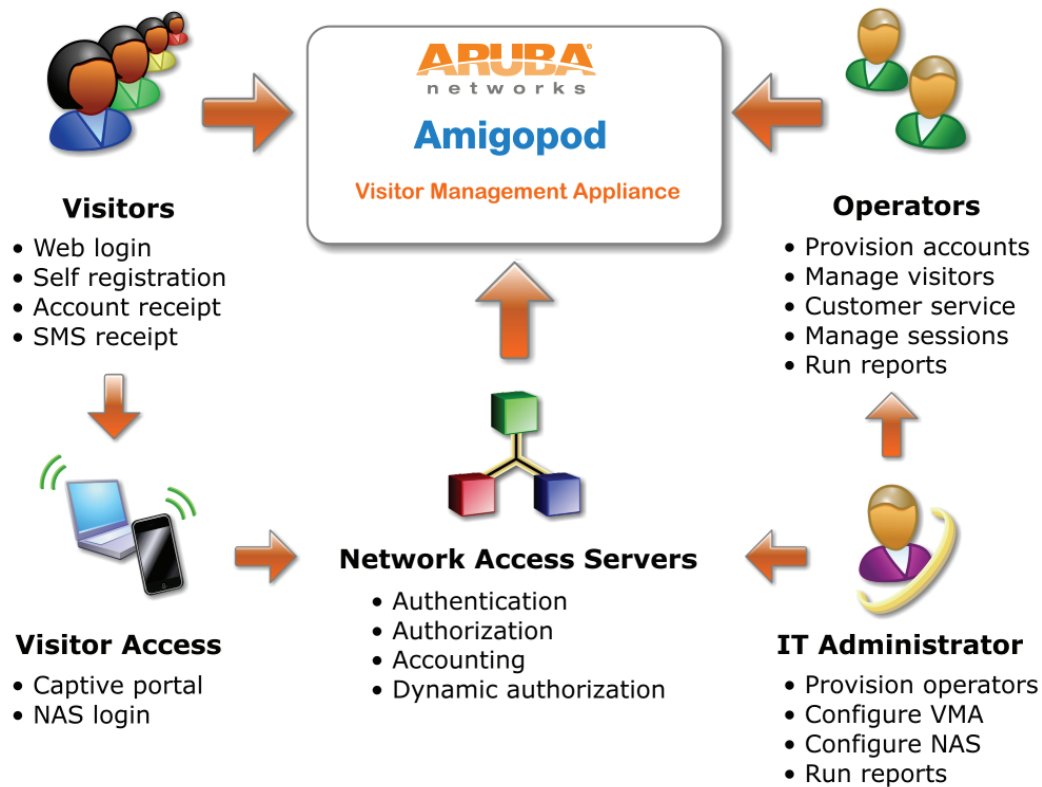 ARUBA
networks
Amigopod
Visitor Management Appliance
Visitors
• Web login
• Self registration
• Account receipt
• SMS receipt
Operators
• Provision accounts
• Manage visitors
• Customer service
• Manage sessions
• Run reports
Visitor Access
• Captive portal
• NAS login
Network Access Servers
• Authentication
• Authorization
• Accounting
• Dynamic authorization
IT Administrator
• Provision operators
• Configure VMA
• Configure NAS
• Run reports